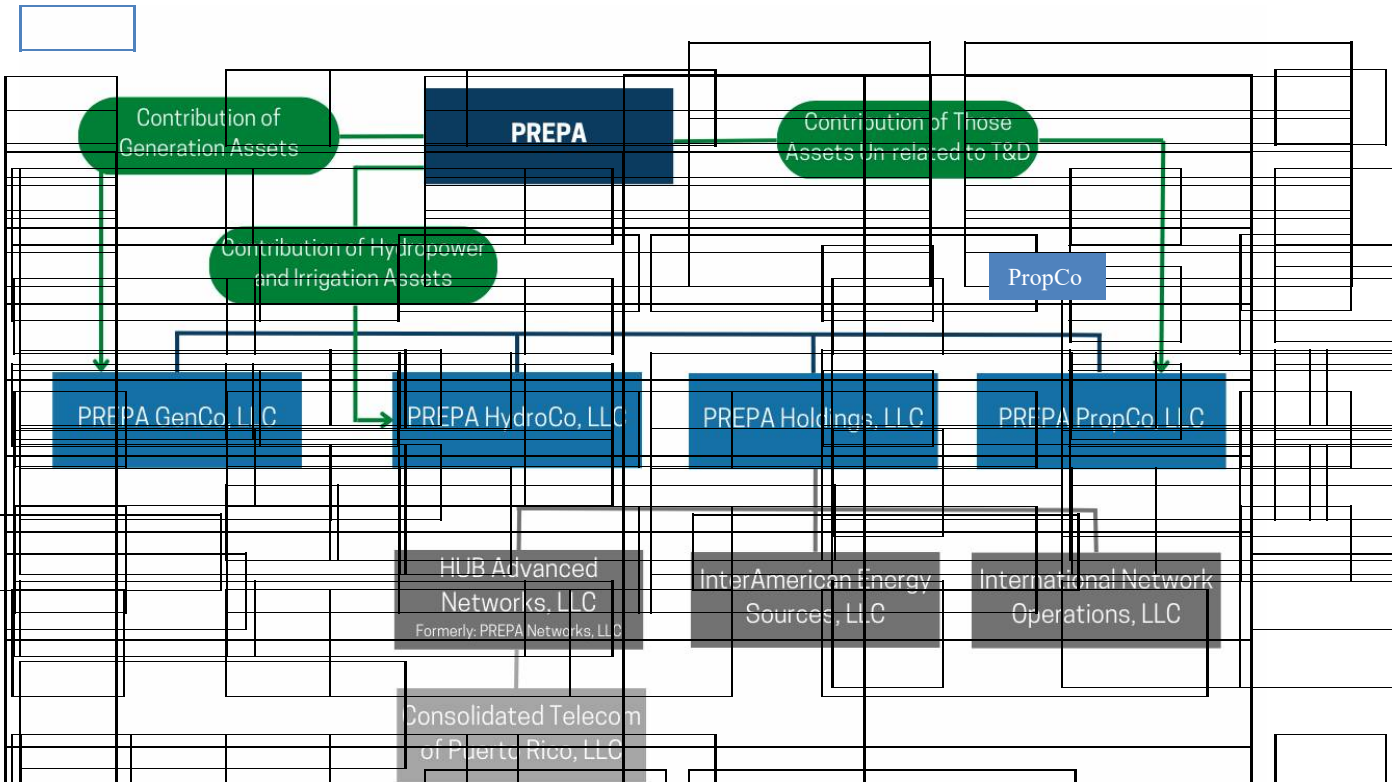 Contribution of
Generation Assets
PREPA
Contribution of Those
Assets Un-related to T&D
Contribution of Hydropower
and Irrigation Assets
PropCo
PREPA GenCo, LLC
PREPA HydroCo, LLC
PREPA Holdings, LLC
PREPA PropCo, LLC
HUB Advanced
Networks, LLC
Formerly: PREPA Networks, LLC
InterAmerican Energy
Sources, LLC
International Network
Operations, LLC
Consolidated Telecom
of Puerto Rico, LLC